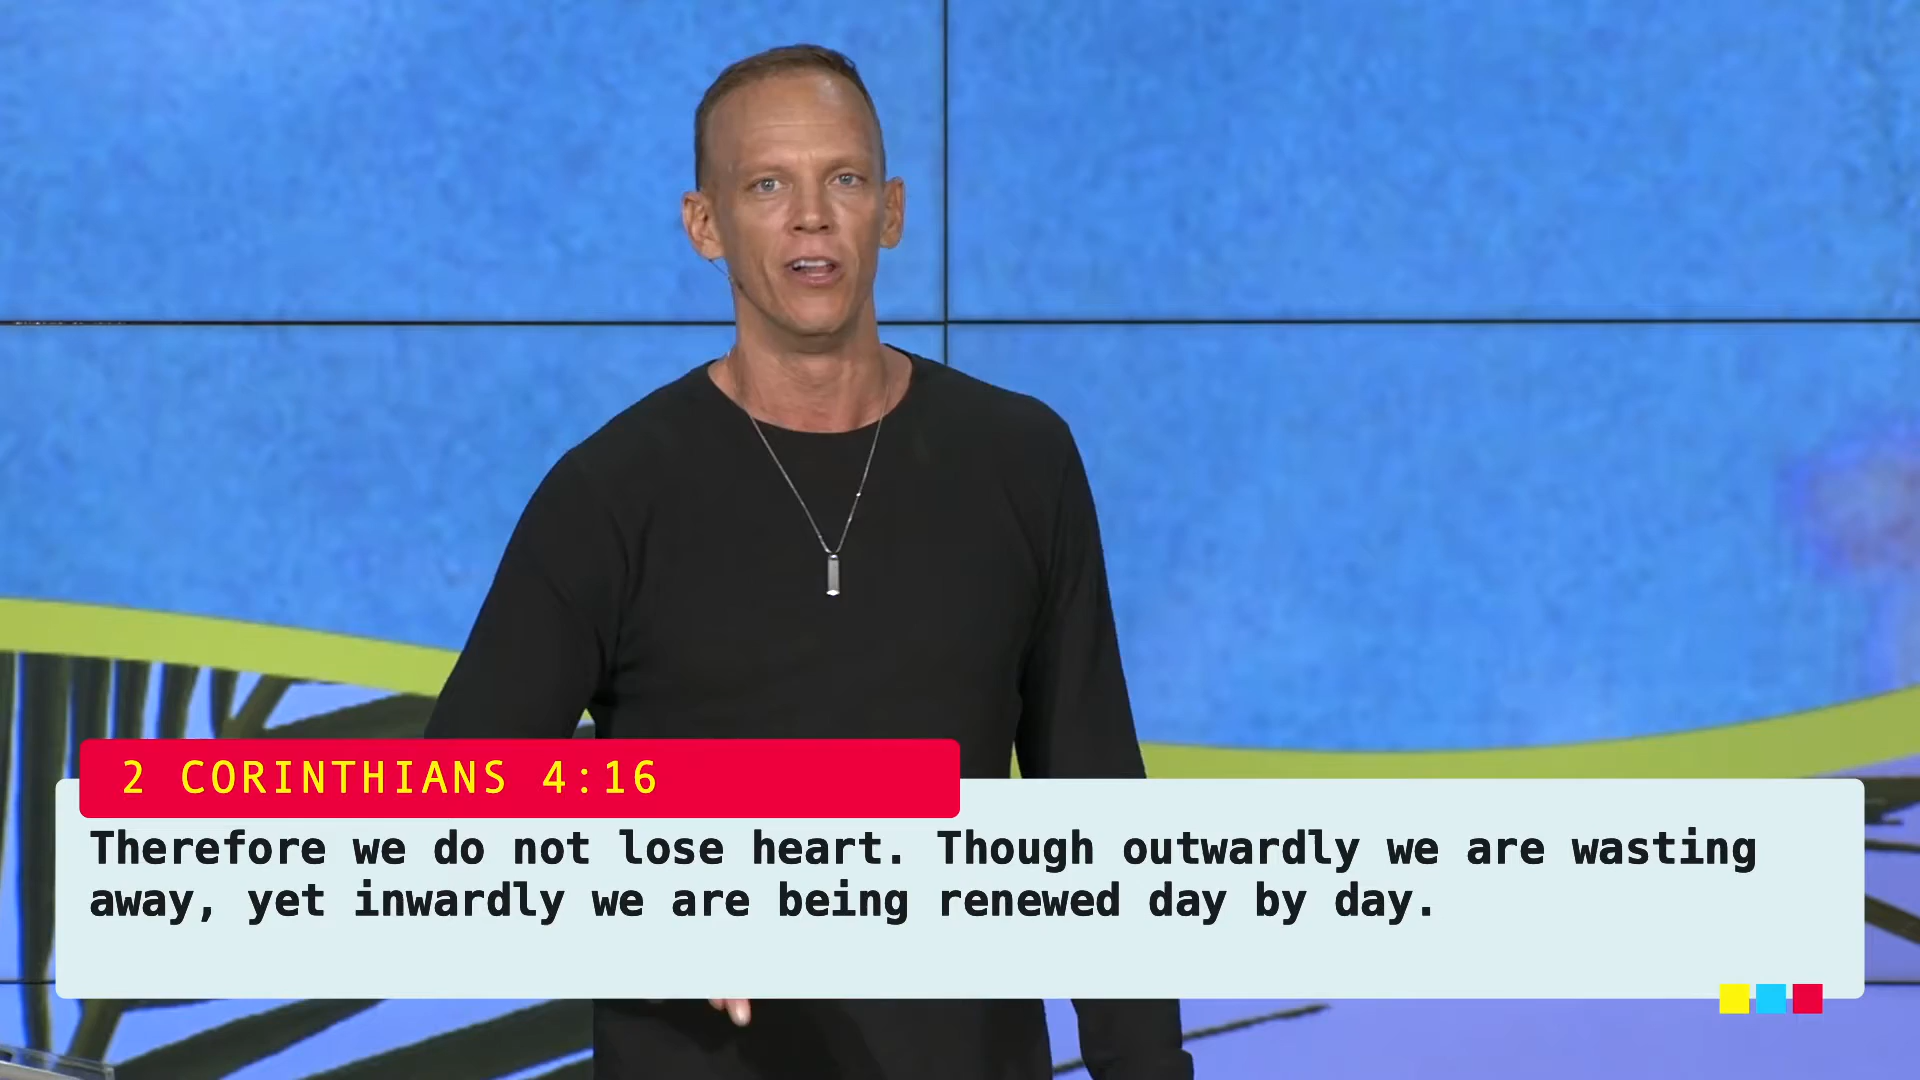 2 CORINTHIANS 4:16
Therefore we do not lose heart. Though outwardly we are wasting
away, yet inwardly we are being renewed day by day.